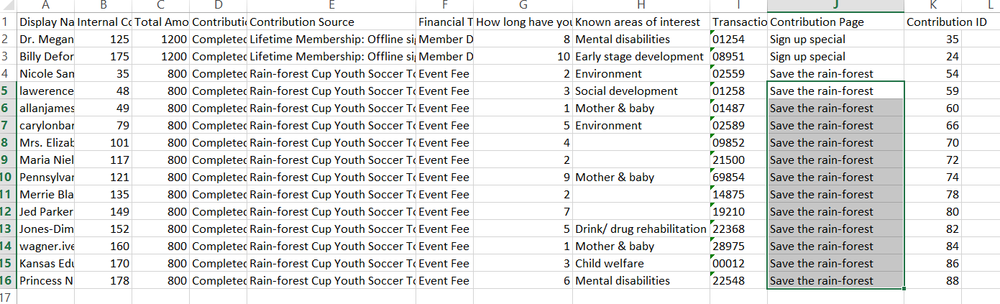 A B C D E F G H I J K L
1 Display Na Internal Co Total Amo Contributic Contribution Source Financial T How long have you Known areas of interest Transactio Contribution Page Contribution ID
2 Dr. Megan 125 1200 Completed Lifetime Membership: Offline si Member D 8 Mental disabilities 01254 Sign up special 35
3 Billy Defor 175 1200 Completed Lifetime Membership: Offline si Member D 10 Early stage development 08951 Sign up special 24
4 Nicole San 35 800 Completed Rain-forest Cup Youth Soccer To Event Fee 2 Environment 02559 Save the rain-forest 54
5 lawerence 48 800 Completed Rain-forest Cup Youth Soccer To Event Fee 3 Social development 01258 Save the rain-forest 59
6 allanjames 49 800 Completed Rain-forest Cup Youth Soccer To Event Fee 1 Mother & baby 01487 Save the rain-forest 60
7 carylonbar 79 800 Completed Rain-forest Cup Youth Soccer To Event Fee 5 Environment 02589 Save the rain-forest 66
8 Mrs. Elizab 101 800 Completed Rain-forest Cup Youth Soccer To Event Fee 4 09852 Save the rain-forest 70
9 Maria Niel 117 800 Completed Rain-forest Cup Youth Soccer To Event Fee 2 21500 Save the rain-forest 72
10 Pennsylvan 121 800 Completed Rain-forest Cup Youth Soccer To Event Fee 9 Mother & baby 69854 Save the rain-forest 74
11 Merrie Bla 135 800 Completed Rain-forest Cup Youth Soccer To Event Fee 2 14875 Save the rain-forest 78
12 Jed Parker 149 800 Completed Rain-forest Cup Youth Soccer To Event Fee 7 19210 Save the rain-forest 80
13 Jones-Dim 152 800 Completed Rain-forest Cup Youth Soccer To Event Fee 5 Drink/ drug rehabilitation 22368 Save the rain-forest 82
14 wagner.ive 160 800 Completed Rain-forest Cup Youth Soccer To Event Fee 1 Mother & baby 28975 Save the rain-forest 84
15 Kansas Edu 170 800 Completed Rain-forest Cup Youth Soccer To Event Fee 3 Child welfare 00012 Save the rain-forest 86
16 Princess N 178 800 Completed Rain-forest Cup Youth Soccer To Event Fee 6 Mental disabilities 22548 Save the rain-forest 88
17